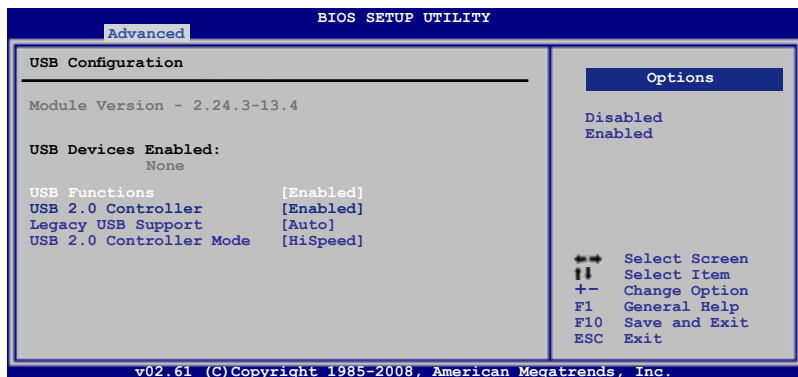 BIOS SETUP UTILITY
Advanced
USB Configuration
Module Version - 2.24.3-13.4
USB Devices Enabled:
None
USB Functions [Enabled]
USB 2.0 Controller [Enabled]
Legacy USB Support [Auto]
USB 2.0 Controller Mode [HiSpeed]
Options
Disabled
Enabled
←→ Select Screen
↑↓ Select Item
+- Change Option
F1 General Help
F10 Save and Exit
ESC Exit
v02.61 (C)Copyright 1985-2008, American Megatrends, Inc.